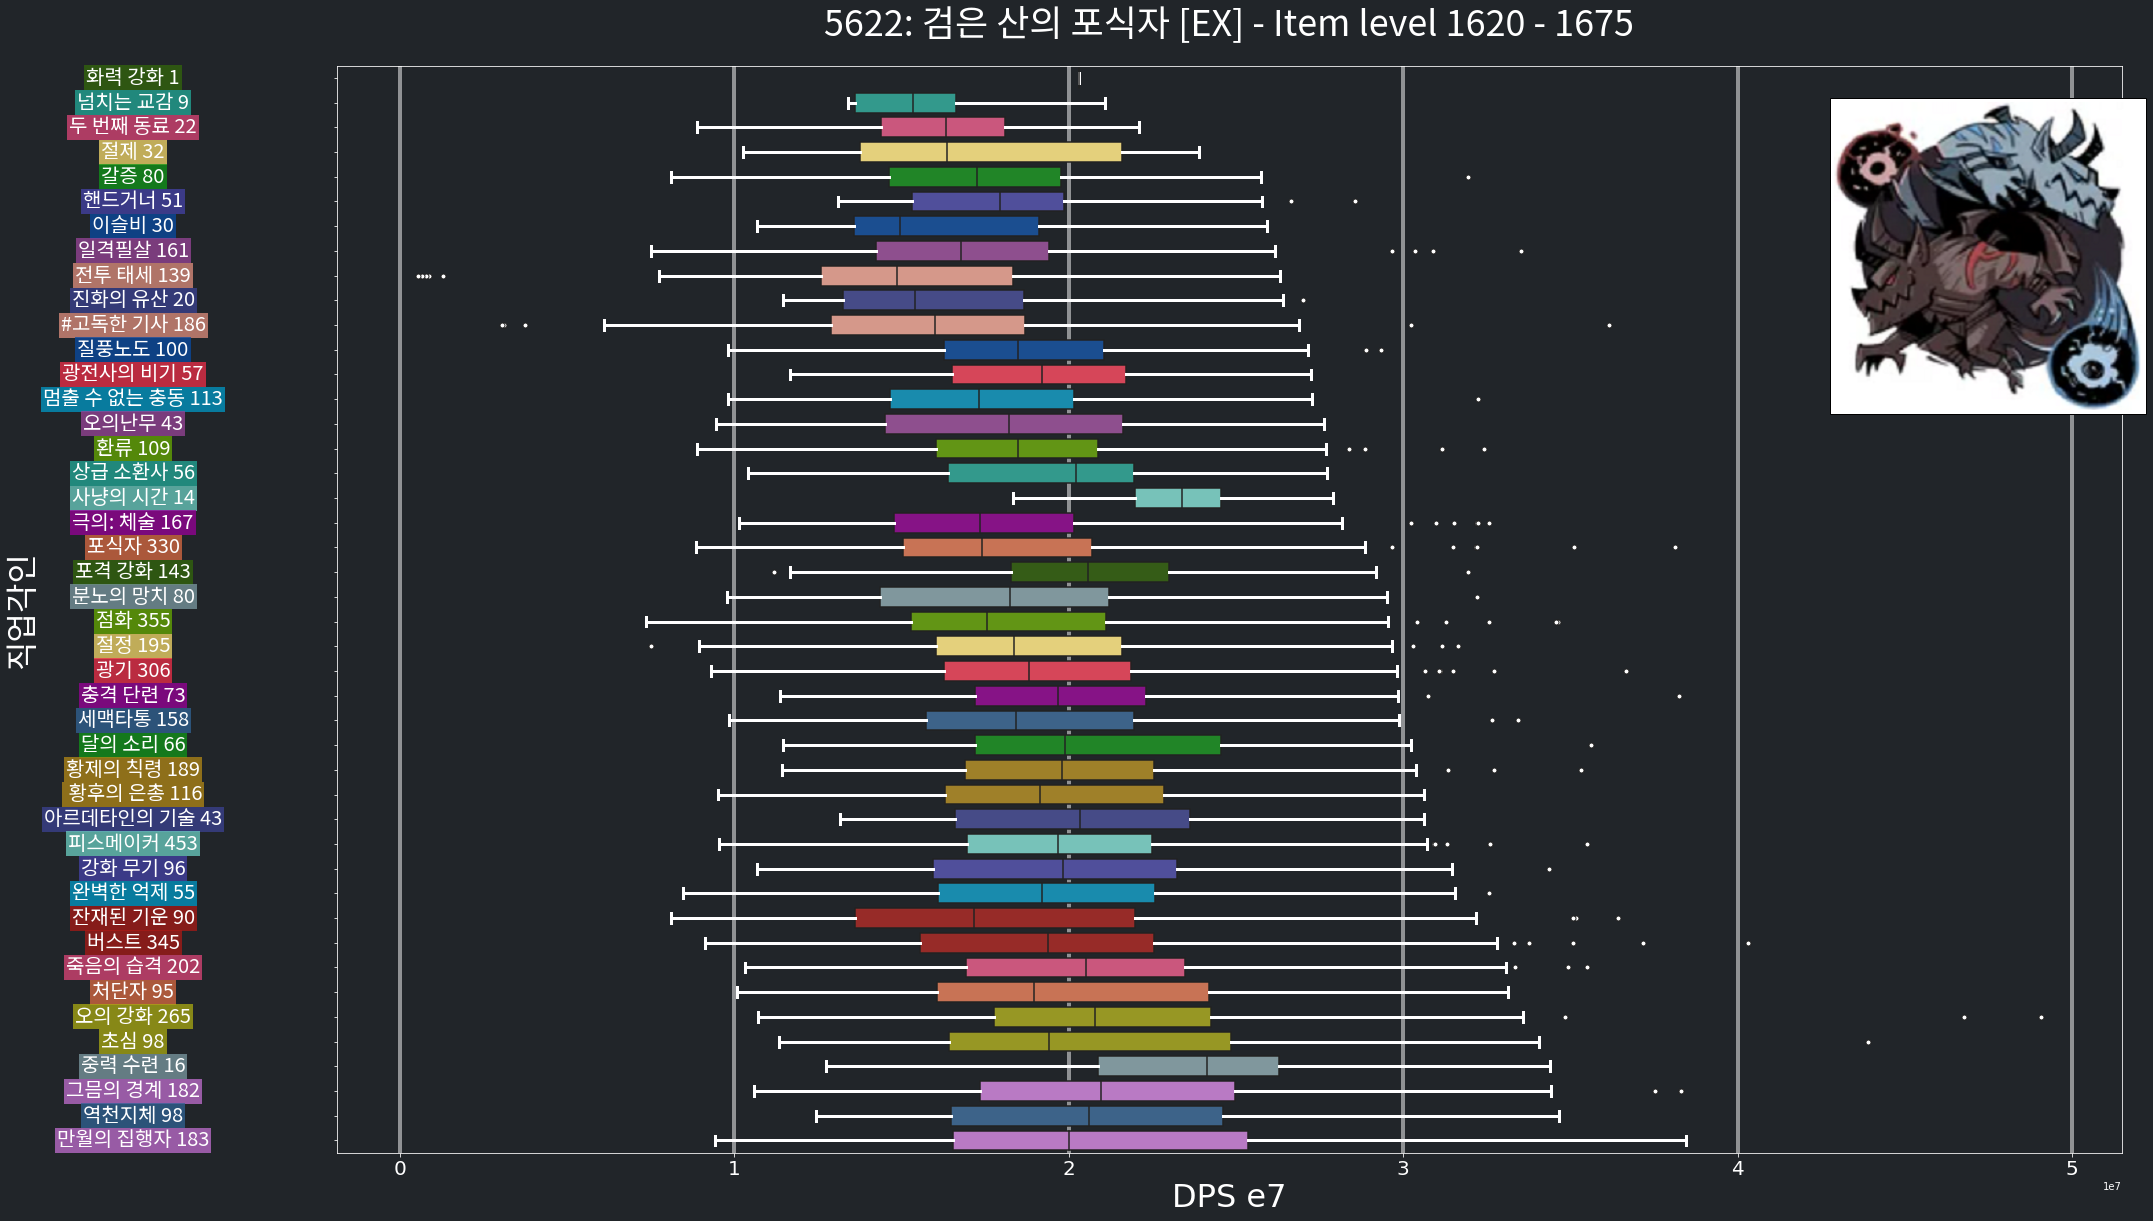 5622: 검은 산의 포식자 [EX] - Item level 1620 - 1675
직업각인
화력 강화 1
넘치는 교감 9
두 번째 동료 22
절제 32
갈증 80
핸드거너 51
이슬비 30
일격필살 161
전투 태세 139
진화의 유산 20
#고독한 기사 186
질풍노도 100
광전사의 비기 57
멈출 수 없는 충동 113
오의난무 43
환류 109
상급 소환사 56
사냥의 시간 14
극의: 체술 167
포식자 330
포격 강화 143
분노의 망치 80
점화 355
절정 195
광기 306
충격 단련 73
세맥타통 158
달의 소리 66
황제의 칙령 189
황후의 은총 116
아르데타인의 기술 43
피스메이커 453
강화 무기 96
완벽한 억제 55
잔재된 기운 90
버스트 345
죽음의 습격 202
처단자 95
오의 강화 265
초심 98
중력 수련 16
그믐의 경계 182
역천지체 98
만월의 집행자 183
0 1 2 3 4 5
1e7
DPS e7